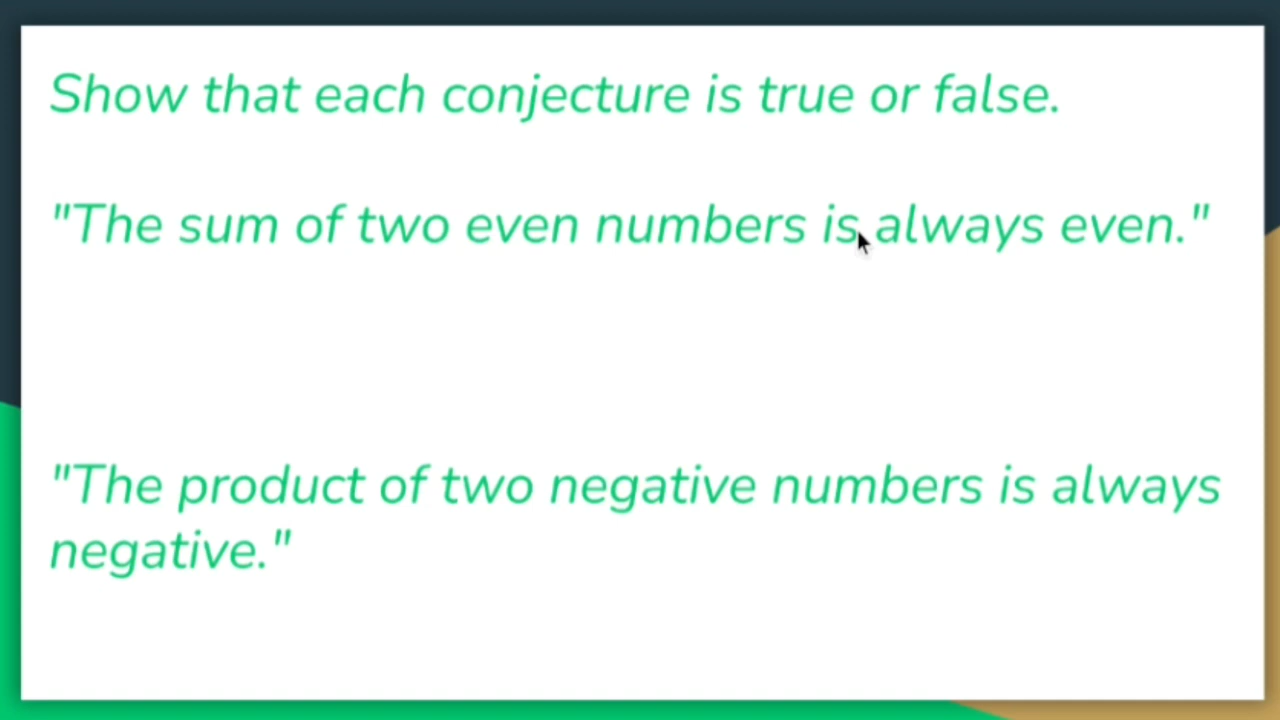 Show that each conjecture is true or false.
"The sum of two even numbers is always even."
"The product of two negative numbers is always
negative."